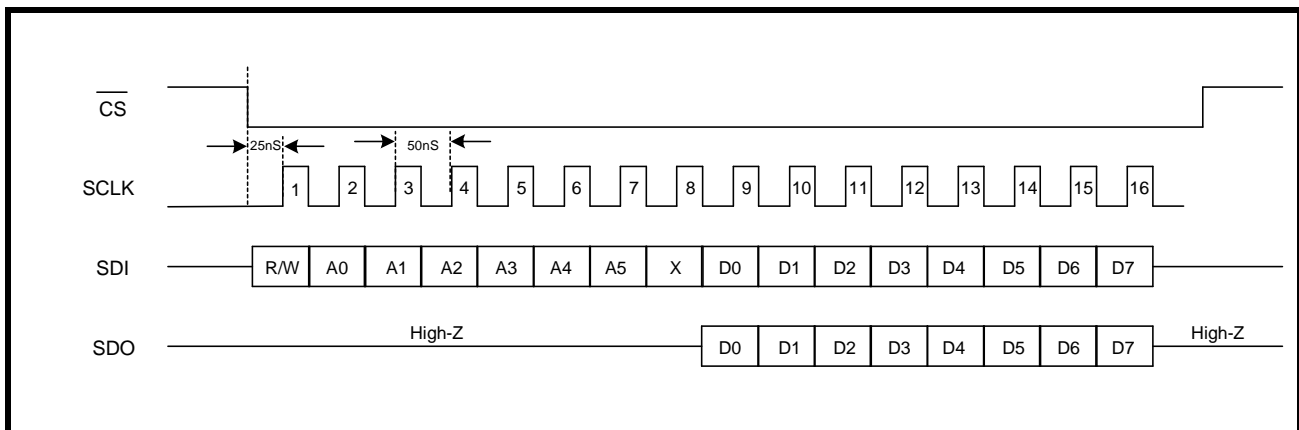 CS
25nS 50nS
SCLK 1 2 3 4 5 6 7 8 9 10 11 12 13 14 15 16
SDI R/W A0 A1 A2 A3 A4 A5 X D0 D1 D2 D3 D4 D5 D6 D7
High-Z High-Z
SDO D0 D1 D2 D3 D4 D5 D6 D7